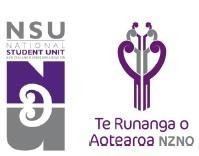 NSU
NATIONAL
STUDENT UNIT
Te Runanga o
Aotearoa NZNO